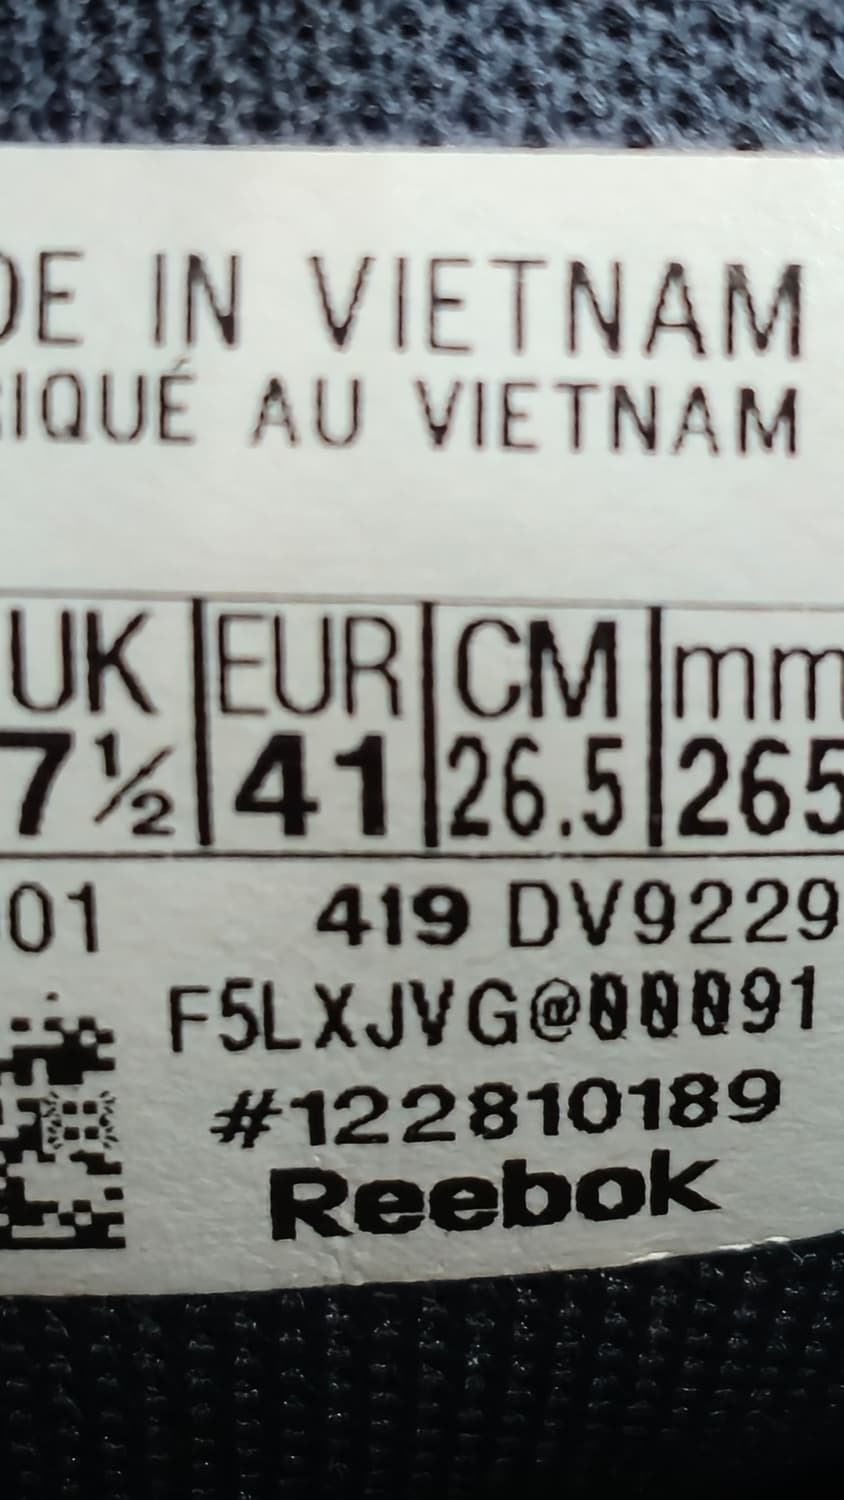 DE IN VIETNAM
IQUÉ AU VIETNAM
UK EUR CM mm
7½ 41 26.5 265
01 419 DV9229
F5LXJVG@00091
#122810189
Reebok